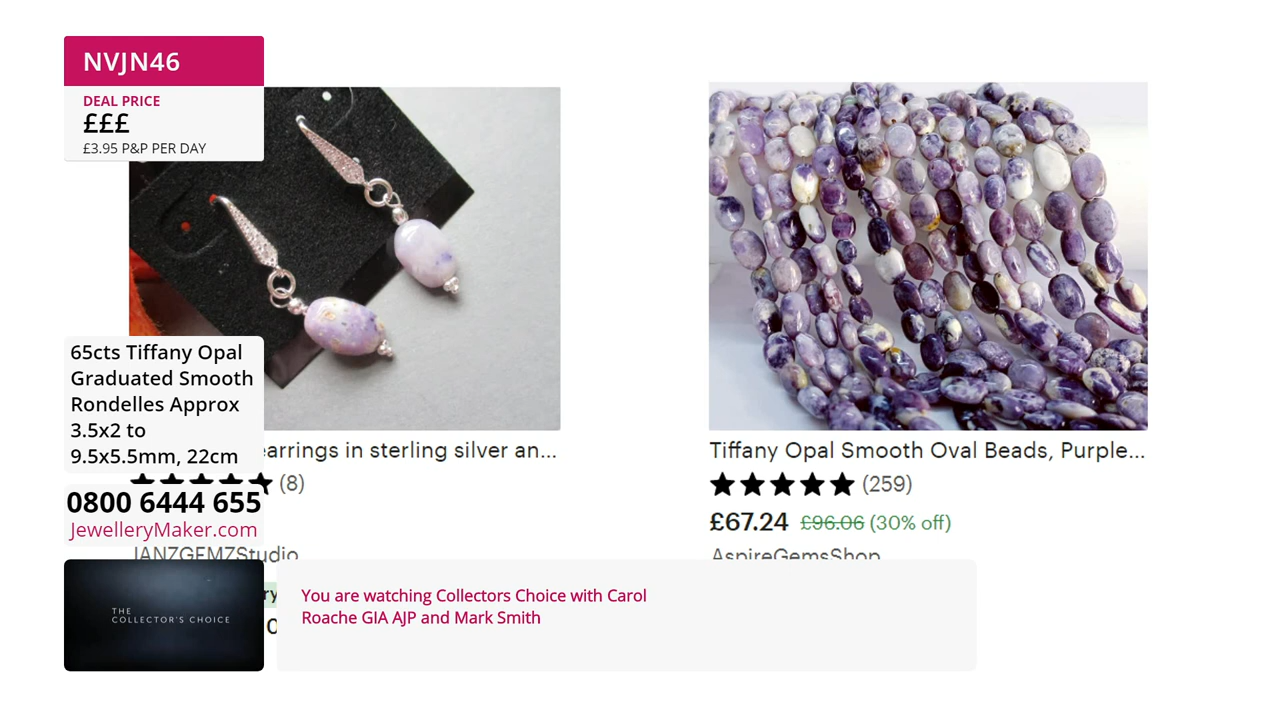 NVJN46
DEAL PRICE
£££
£3.95 P&P PER DAY
65cts Tiffany Opal
Graduated Smooth
Rondelles Approx
3.5x2 to
9.5x5.5mm, 22cm
0800 6444 655
JewelleryMaker.com
THE
COLLECTOR'S CHOICE
earrings in sterling silver an...
(8)
JANZGEMZStudio
Tiffany Opal Smooth Oval Beads, Purple...
(259)
£67.24 £96.06 (30% off)
AspireGemsShop
You are watching Collectors Choice with Carol
Roache GIA AJP and Mark Smith